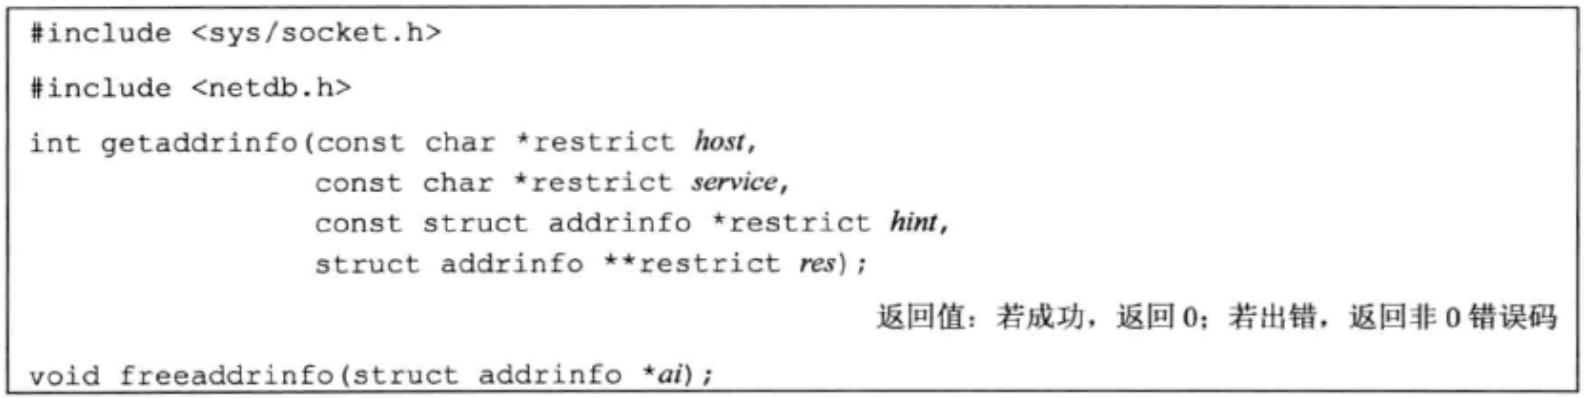 #include <sys/socket.h>
#include <netdb.h>
int getaddrinfo(const char *restrict host,
const char *restrict service,
const struct addrinfo *restrict hint,
struct addrinfo **restrict res);
返回值：若成功，返回 0；若出错，返回非 0 错误码
void freeaddrinfo(struct addrinfo *ai);